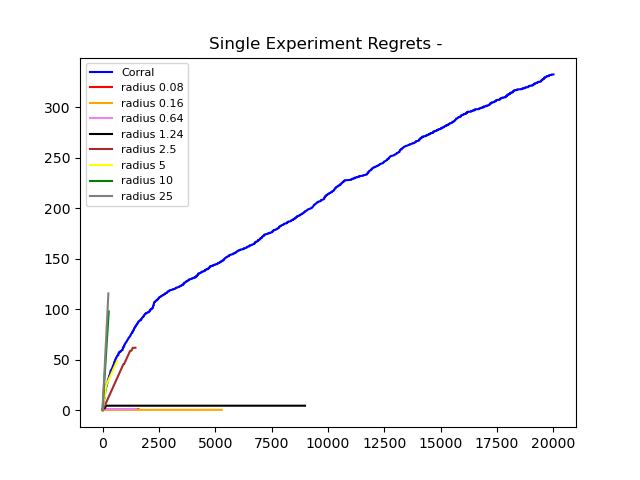 Single Experiment Regrets -
Corral
radius 0.08
radius 0.16
radius 0.64
radius 1.24
radius 2.5
radius 5
radius 10
radius 25
300
250
200
150
100
50
0
0 2500 5000 7500 10000 12500 15000 17500 20000